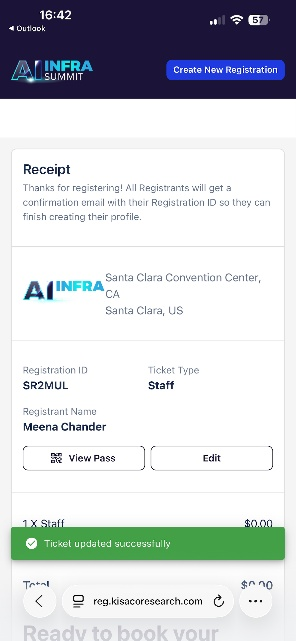 16:42
57
◀ Outlook
AI INFRA
SUMMIT
Create New Registration
Receipt
Thanks for registering! All Registrants will get a
confirmation email with their Registration ID so they can
finish creating their profile.
AI INFRA
Santa Clara Convention Center,
CA
Santa Clara, US
Registration ID
Ticket Type
SR2MUL
Staff
Registrant Name
Meena Chander
View Pass
Edit
1 X Staff
$0.00
Ticket updated successfully
Total
$0.00
reg.kisacoresearch.com
Ready to book your